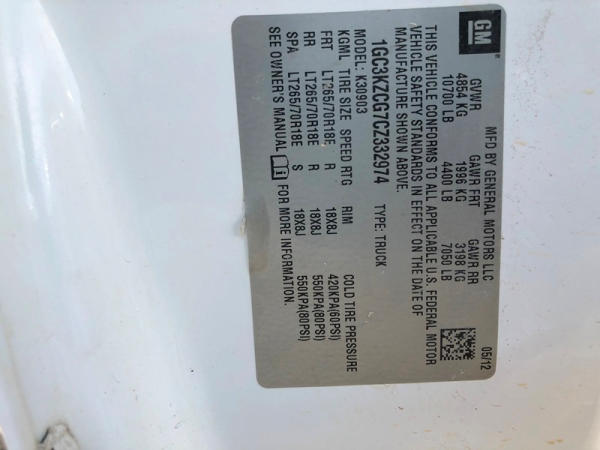 GM
MFD BY GENERAL MOTORS LLC 05/12
GVWR GAWR FRT GAWR RR
4854 KG 1996 KG 3198 KG
10700 LB 4400 LB 7050 LB
THIS VEHICLE CONFORMS TO ALL APPLICABLE U.S. FEDERAL MOTOR
VEHICLE SAFETY STANDARDS IN EFFECT ON THE DATE OF
MANUFACTURE SHOWN ABOVE.
1GC3KZCG7CZ332974 TYPE: TRUCK
MODEL: K30903
KGML TIRE SIZE SPEED RTG RIM COLD TIRE PRESSURE
FRT LT265/70R18E R 18X8J 420KPA(60PSI)
RR LT265/70R18E R 18X8J 550KPA(80PSI)
SPA LT265/70R18E S 18X8J 550KPA(80PSI)
SEE OWNER'S MANUAL i FOR MORE INFORMATION.